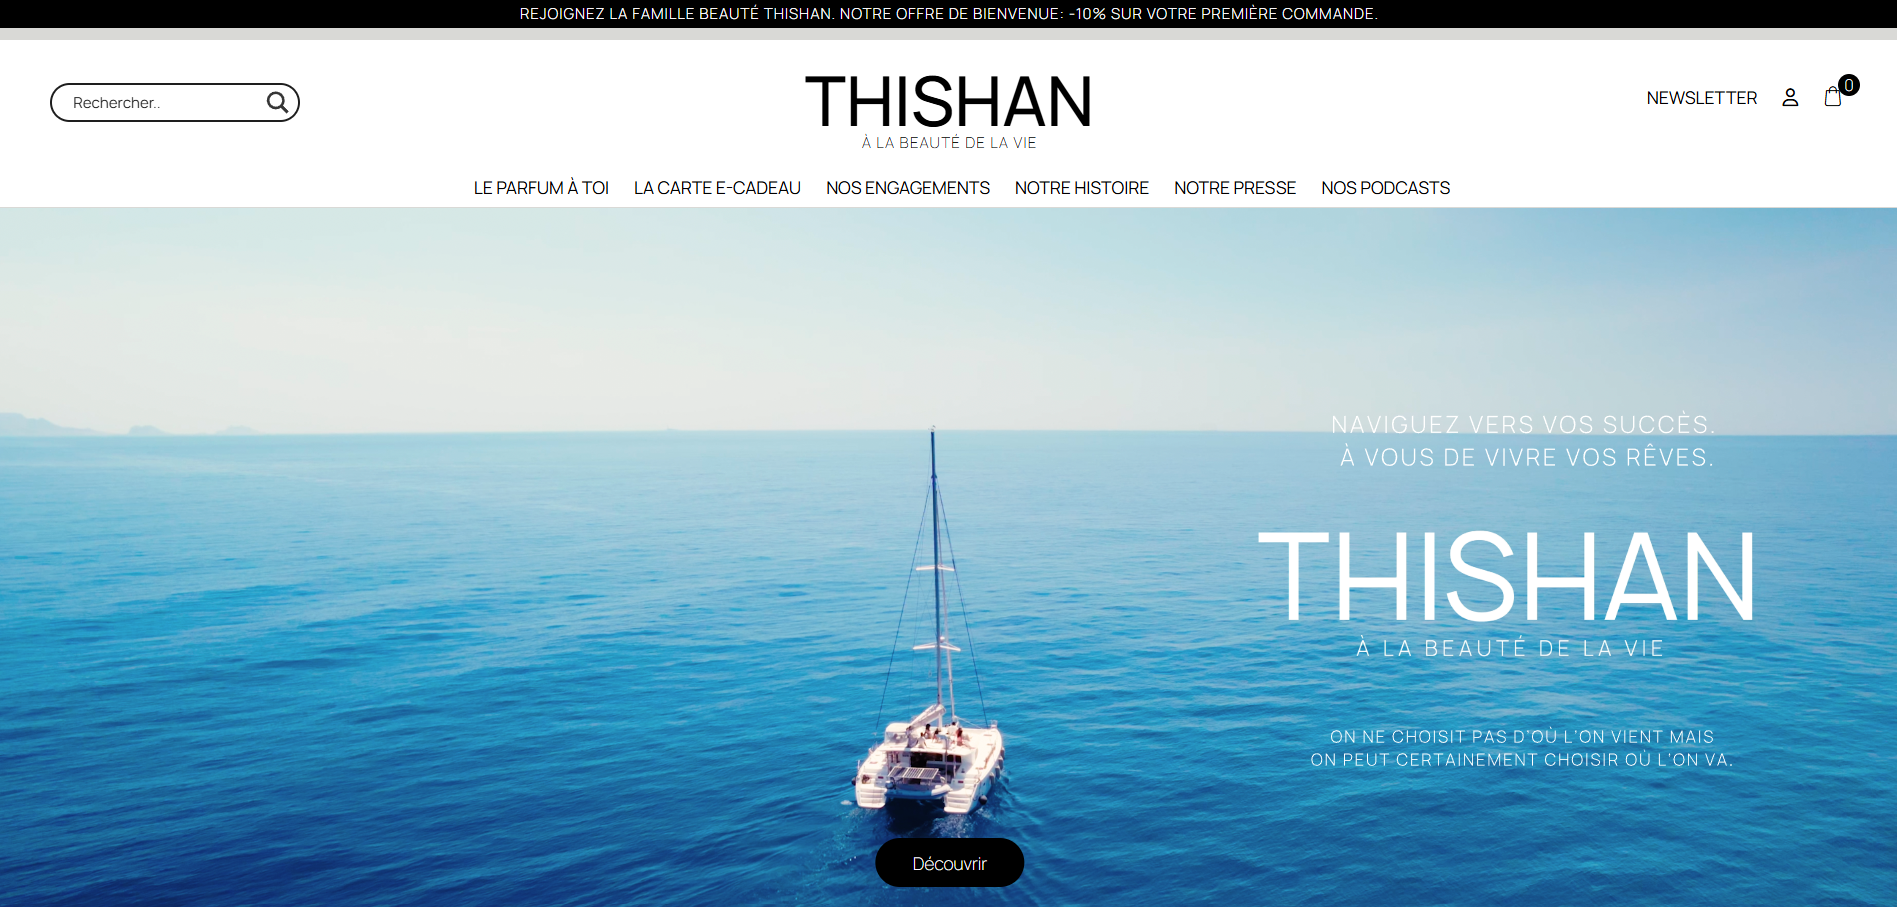 REJOIGNEZ LA FAMILLE BEAUTÉ THISHAN. NOTRE OFFRE DE BIENVENUE: -10% SUR VOTRE PREMIÈRE COMMANDE.
Rechercher..
THISHAN
À LA BEAUTÉ DE LA VIE
NEWSLETTER
0
LE PARFUM À TOI LA CARTE E-CADEAU NOS ENGAGEMENTS NOTRE HISTOIRE NOTRE PRESSE NOS PODCASTS
NAVIGUEZ VERS VOS SUCCÈS.
À VOUS DE VIVRE VOS RÊVES.
THISHAN
À LA BEAUTÉ DE LA VIE
ON NE CHOISIT PAS D'OÙ L'ON VIENT MAIS
ON PEUT CERTAINEMENT CHOISIR OÙ L'ON VA.
Découvrir